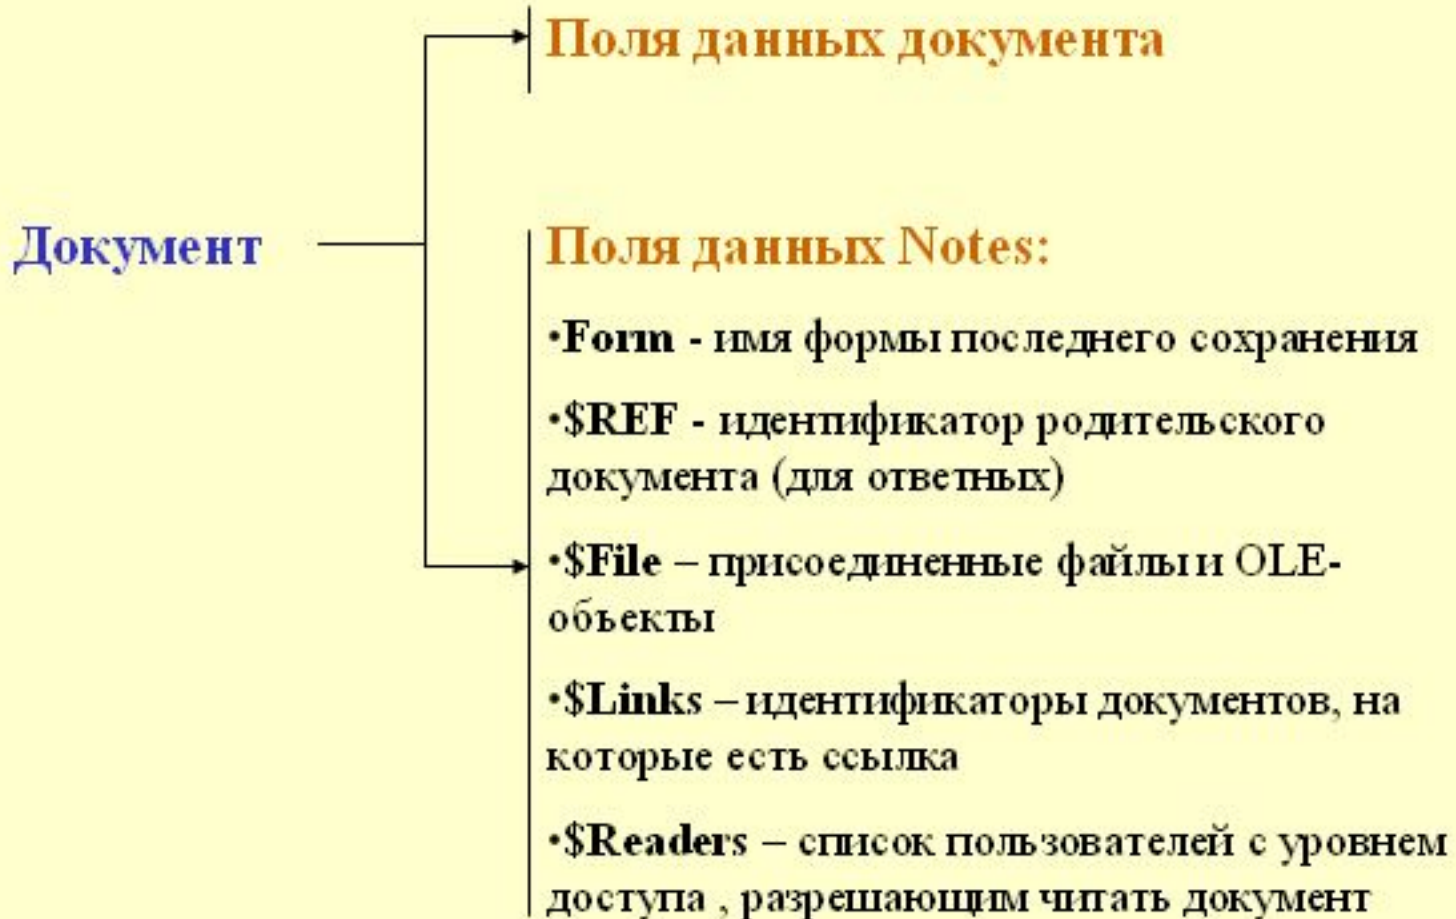 Поля данных документа
Документ
Поля данных Notes:
•Form - имя формы последнего сохранения
•$REF - идентификатор родительского
документа (для ответных)
•$File – присоединенные файлы и OLE-
объекты
•$Links – идентификаторы документов, на
которые есть ссылка
•$Readers – список пользователей с уровнем
доступа , разрешающим читать документ